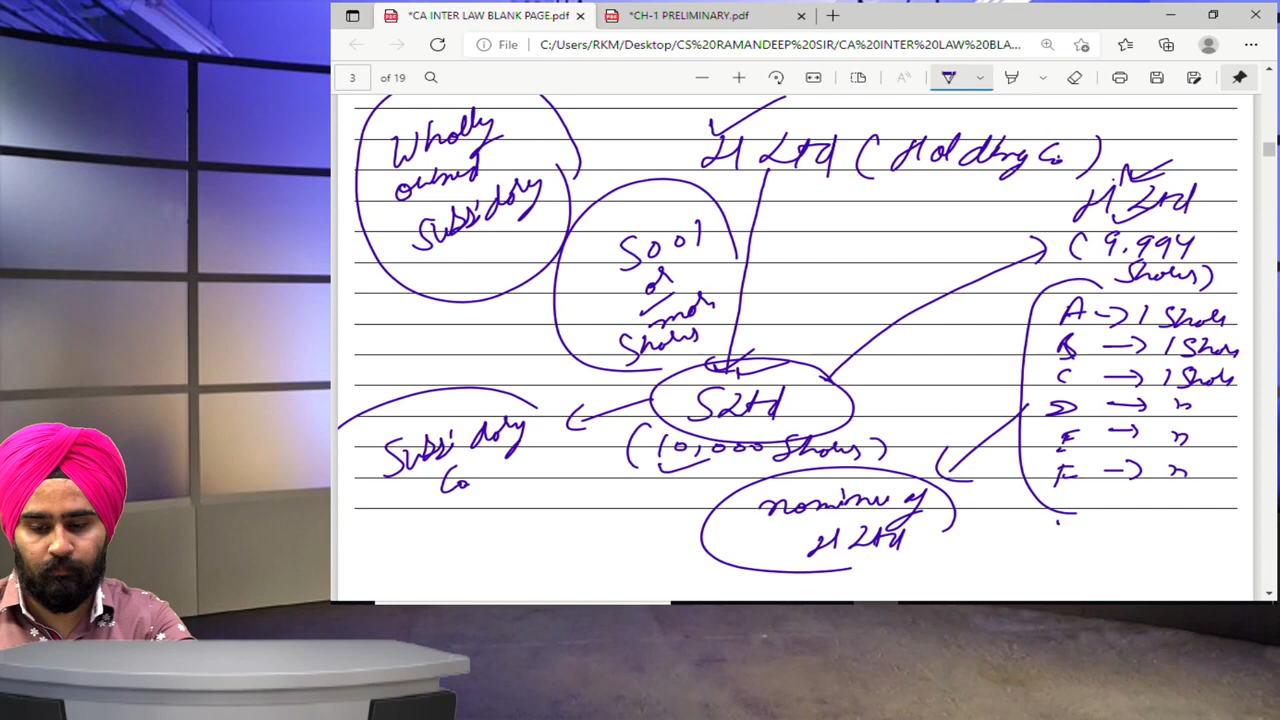 *CA INTER LAW BLANK PAGE.pdf
*CH-1 PRELIMINARY.pdf
File
C:/Users/RKM/Desktop/CS%20RAMANDEEP%20SIR/CA%20INTER%20LAW%20BLA...
3 of 19
Wholly
owned
Subsidory
H Ltd (Holding Co)
H Ltd
(9,994
Shares)
5001
or
more
Shares
A → 1 Share
B → 1 Share
C → 1 Share
D → n
E → n
F → n
S Ltd
(10,000 Shares)
Subsidory
Co
nominee of
H Ltd